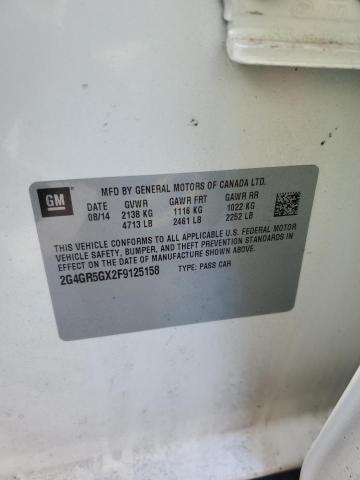 GM
MFD BY GENERAL MOTORS OF CANADA LTD.
DATE GVWR GAWR FRT GAWR RR
08/14 2138 KG 1116 KG 1022 KG
4713 LB 2461 LB 2252 LB
THIS VEHICLE CONFORMS TO ALL APPLICABLE U.S. FEDERAL MOTOR
VEHICLE SAFETY, BUMPER, AND THEFT PREVENTION STANDARDS IN
EFFECT ON THE DATE OF MANUFACTURE SHOWN ABOVE.
2G4GR5GX2F9125158 TYPE: PASS CAR